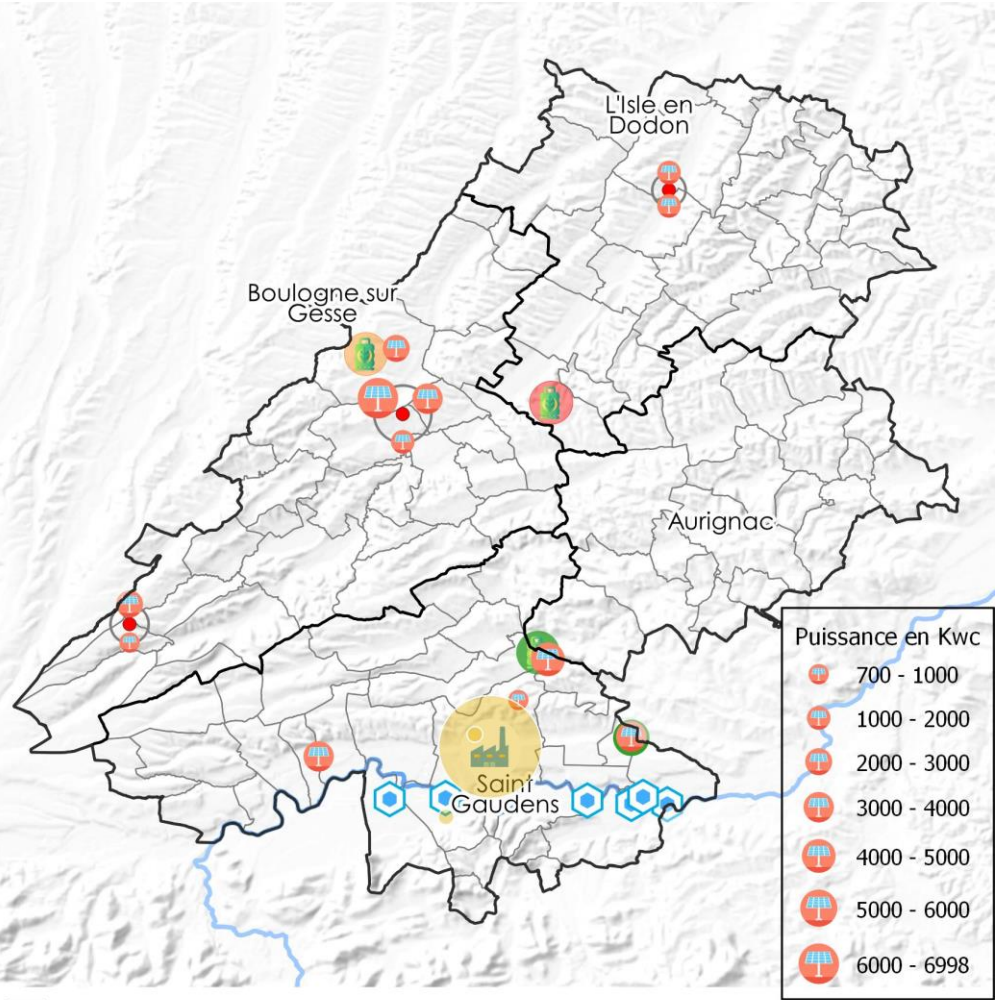 L'Isle en
Dodon
Boulogne sur
Gesse
Aurignac
Saint
Gaudens
Puissance en Kwc
700 - 1000
1000 - 2000
2000 - 3000
3000 - 4000
4000 - 5000
5000 - 6000
6000 - 6998